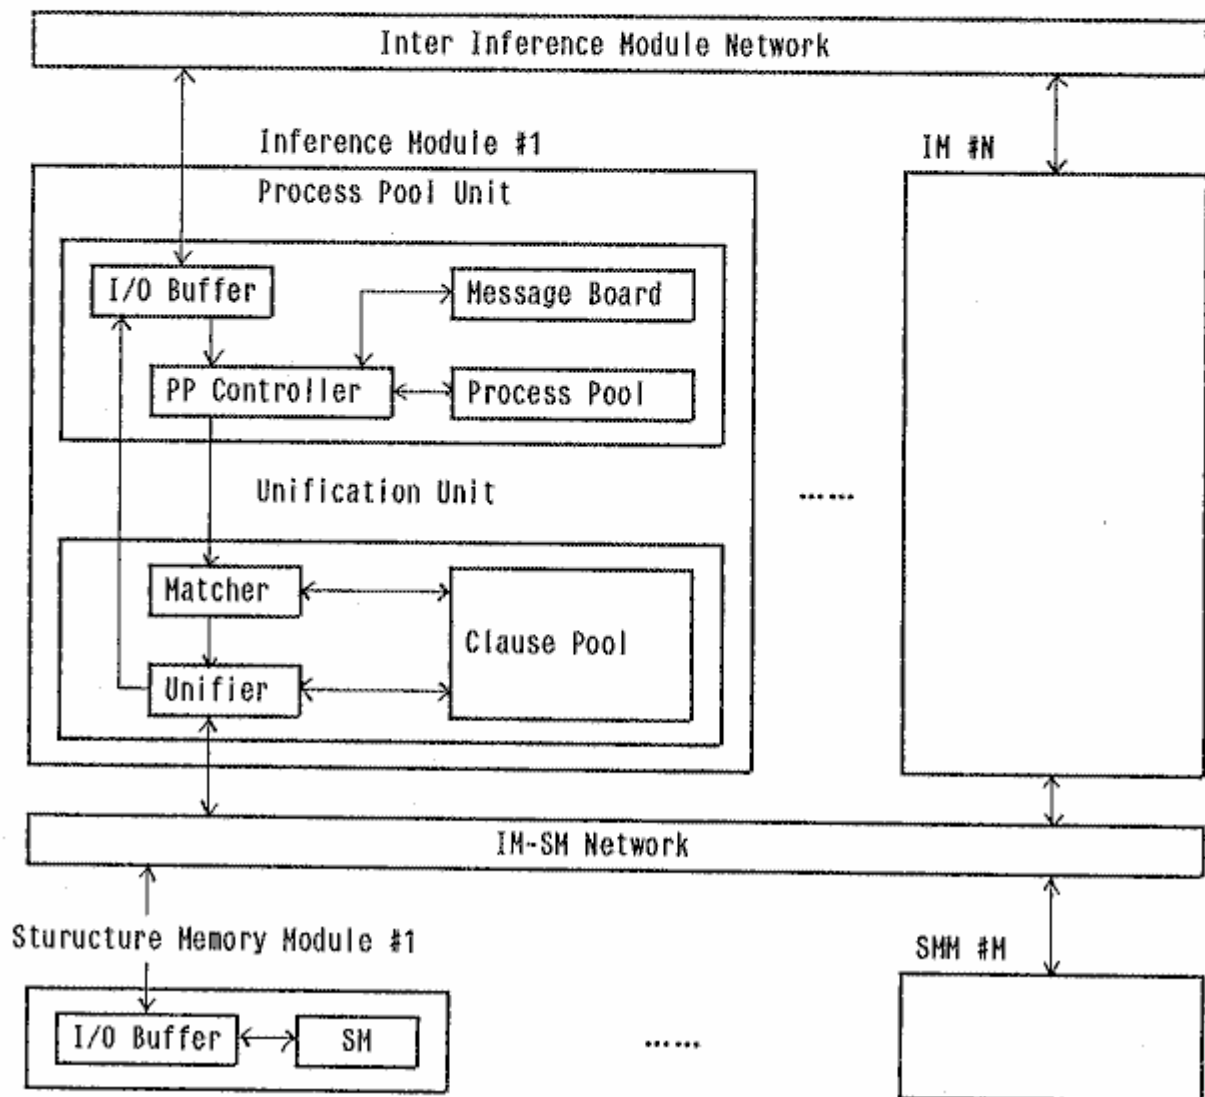 Inter Inference Module Network
Inference Module #1
IM #N
Process Pool Unit
I/O Buffer
Message Board
PP Controller
Process Pool
Unification Unit
......
Matcher
Clause Pool
Unifier
IM-SM Network
Sturucture Memory Module #1
SMM #M
I/O Buffer
SM
......